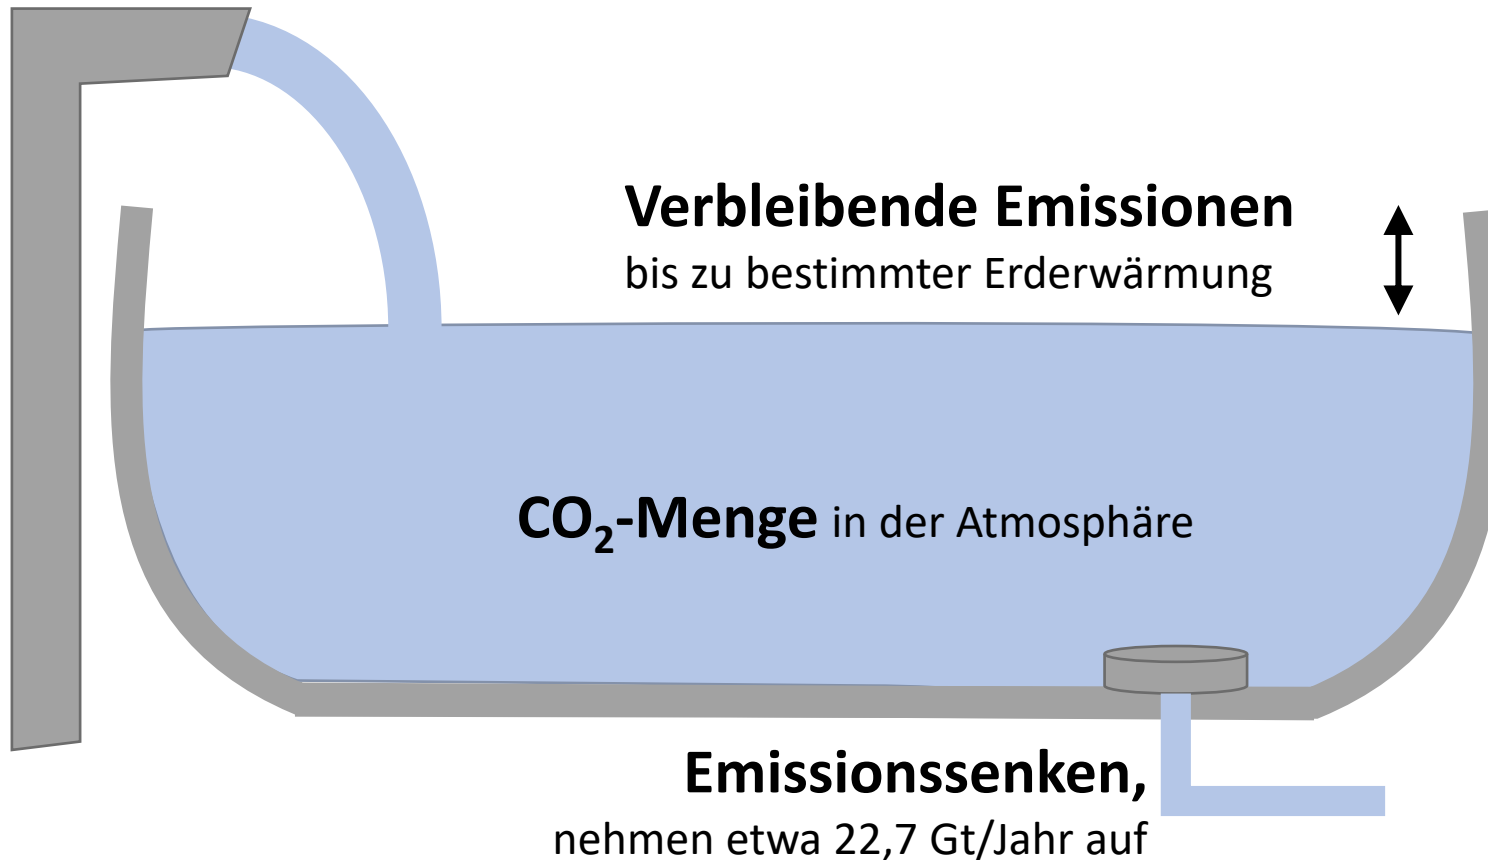 Verbleibende Emissionen
bis zu bestimmter Erderwärmung
CO₂-Menge in der Atmosphäre
Emissionssenken,
nehmen etwa 22,7 Gt/Jahr auf